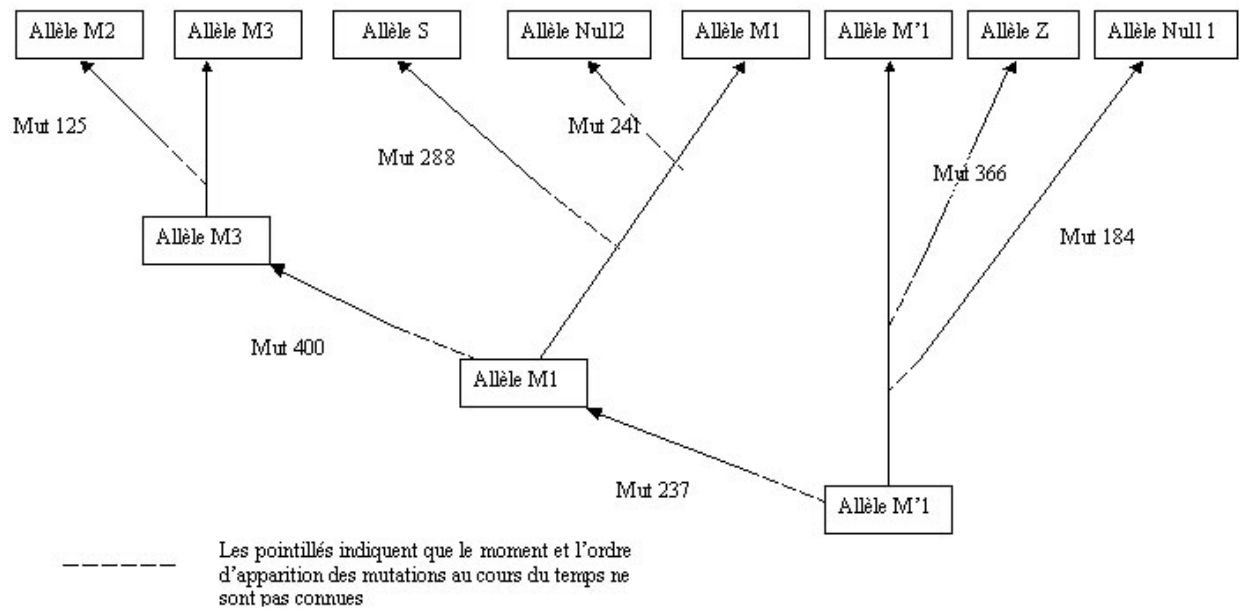 Allèle M2
Allèle M3
Allèle S
Allèle Null2
Allèle M1
Allèle M'1
Allèle Z
Allèle Null 1
Mut 125
Mut 241
Mut 288
Mut 366
Mut 184
Allèle M3
Mut 400
Allèle M1
Mut 237
Allèle M'1
Les pointillés indiquent que le moment et l'ordre
d'apparition des mutations au cours du temps ne
sont pas connues